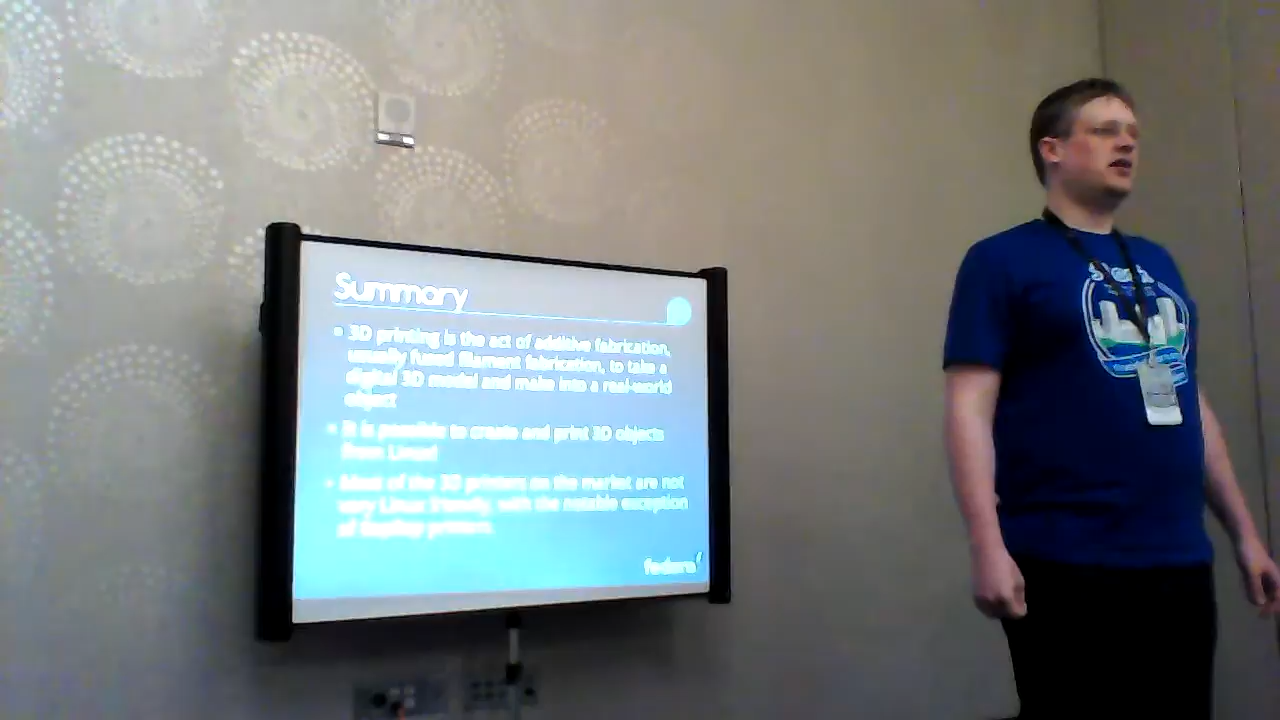 Summary
3D printing is the act of additive fabrication,
usually fused filament fabrication, to take a
digital 3D model and make into a real-world
object
It is possible to create and print 3D objects
from Linux!
Most of the 3D printers on the market are not
very Linux friendly, with the notable exception
of printers.
fedora